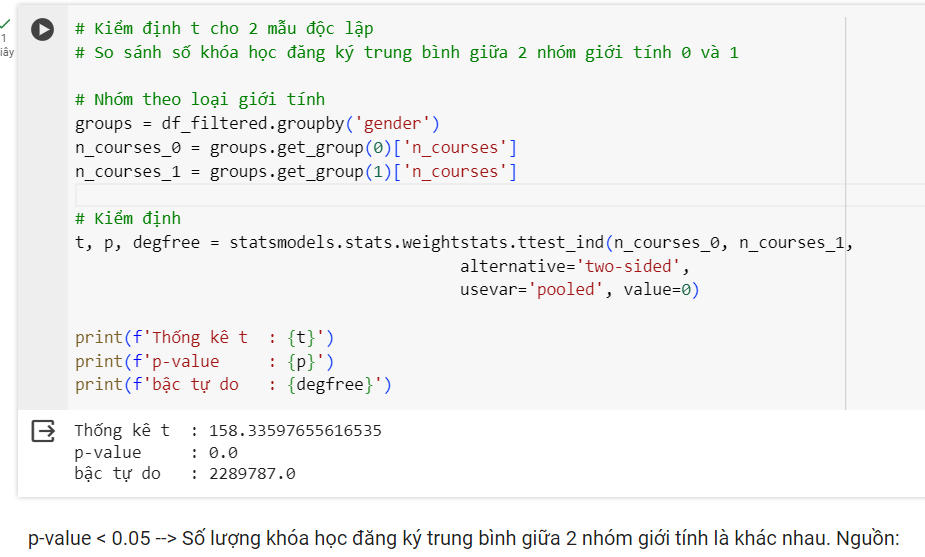 1
iây
# Kiểm định t cho 2 mẫu độc lập
# So sánh số khóa học đăng ký trung bình giữa 2 nhóm giới tính 0 và 1
# Nhóm theo loại giới tính
groups = df_filtered.groupby('gender')
n_courses_0 = groups.get_group(0)['n_courses']
n_courses_1 = groups.get_group(1)['n_courses']
# Kiểm định
t, p, degfree = statsmodels.stats.weightstats.ttest_ind(n_courses_0, n_courses_1,
alternative='two-sided',
usevar='pooled', value=0)
print(f'Thống kê t  : {t}')
print(f'p-value     : {p}')
print(f'bậc tự do   : {degfree}')
Thống kê t  : 158.33597655616535
p-value     : 0.0
bậc tự do   : 2289787.0
p-value < 0.05 --> Số lượng khóa học đăng ký trung bình giữa 2 nhóm giới tính là khác nhau. Nguồn: